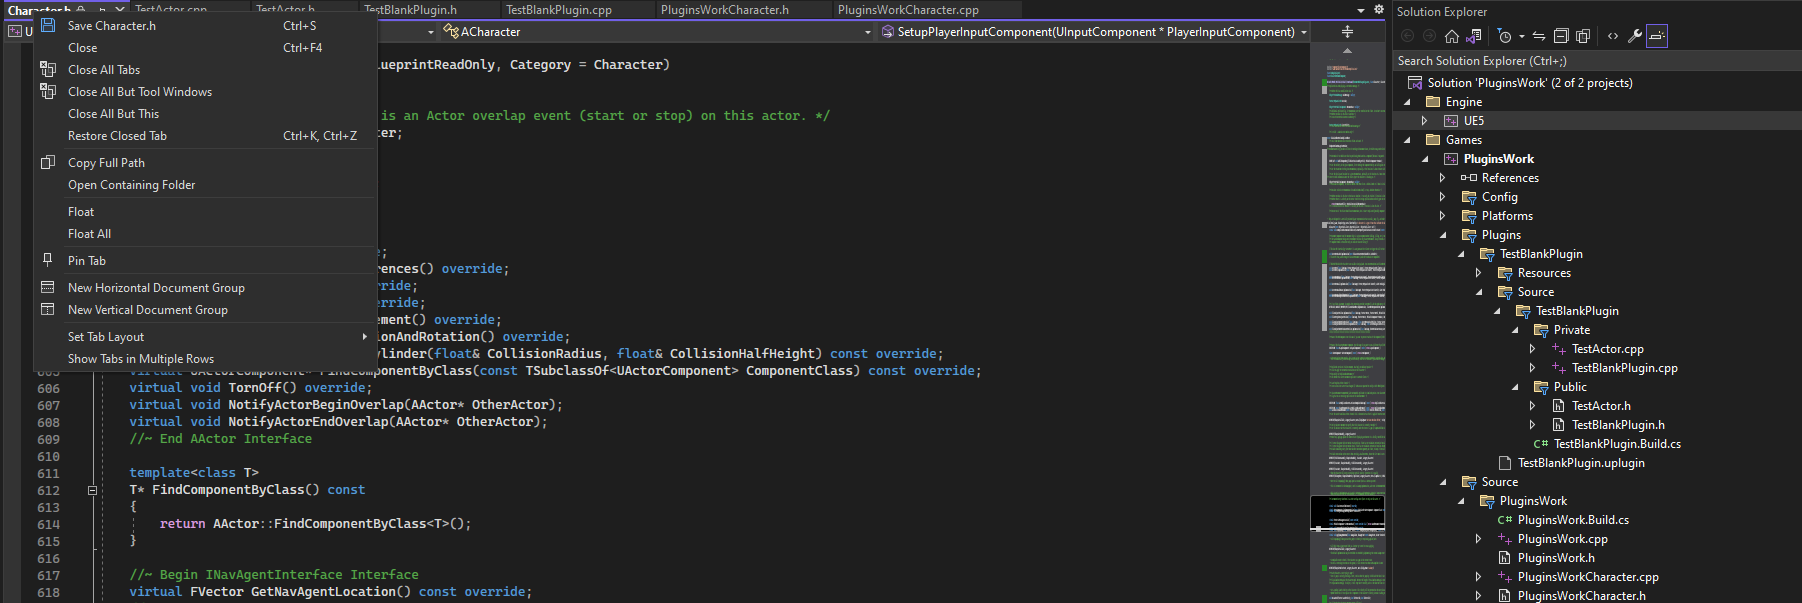 Character.h
TestActor.cpp
TestActor.h
TestBlankPlugin.h
TestBlankPlugin.cpp
PluginsWorkCharacter.h
PluginsWorkCharacter.cpp
ACharacter
SetupPlayerInputComponent(UInputComponent * PlayerInputComponent)
Save Character.h Ctrl+S
Close Ctrl+F4
Close All Tabs
Close All But Tool Windows
Close All But This
Restore Closed Tab Ctrl+K, Ctrl+Z
Copy Full Path
Open Containing Folder
Float
Float All
Pin Tab
New Horizontal Document Group
New Vertical Document Group
Set Tab Layout
Show Tabs in Multiple Rows
lueprintReadOnly, Category = Character)
is an Actor overlap event (start or stop) on this actor. */
ter;
e;
rences() override;
rride;
ride;
ement() override;
ionAndRotation() override;
ylinder(float& CollisionRadius, float& CollisionHalfHeight) const override;
605 virtual UActorComponent* FindComponentByClass(const TSubclassOf<UActorComponent> ComponentClass) const override;
606 virtual void TornOff() override;
607 virtual void NotifyActorBeginOverlap(AActor* OtherActor);
608 virtual void NotifyActorEndOverlap(AActor* OtherActor);
609 //~ End AActor Interface
610
611 template<class T>
612 T* FindComponentByClass() const
613 {
614 return AActor::FindComponentByClass<T>();
615 }
616
617 //~ Begin INavAgentInterface Interface
618 virtual FVector GetNavAgentLocation() const override;
Solution Explorer
Search Solution Explorer (Ctrl+;)
Solution 'PluginsWork' (2 of 2 projects)
Engine
UE5
Games
PluginsWork
References
Config
Platforms
Plugins
TestBlankPlugin
Resources
Source
TestBlankPlugin
Private
TestActor.cpp
TestBlankPlugin.cpp
Public
TestActor.h
TestBlankPlugin.h
C# TestBlankPlugin.Build.cs
TestBlankPlugin.uplugin
Source
PluginsWork
C# PluginsWork.Build.cs
PluginsWork.cpp
PluginsWork.h
PluginsWorkCharacter.cpp
PluginsWorkCharacter.h